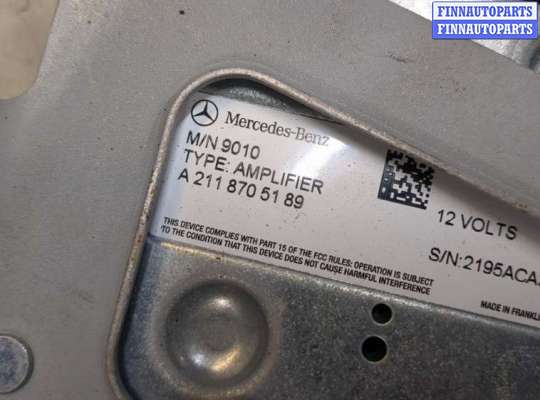 FINNAUTOPARTS
FINNAUTOPARTS
Mercedes-Benz
M/N 9010
TYPE: AMPLIFIER
A 211 870 51 89
12 VOLTS
S/N:2195ACA
THIS DEVICE COMPLIES WITH PART 15 OF THE FCC RULES: OPERATION IS SUBJECT
TO THE CONDITION THAT THIS DEVICE DOES NOT CAUSE HARMFUL INTERFERENCE
MADE IN FRANKLI